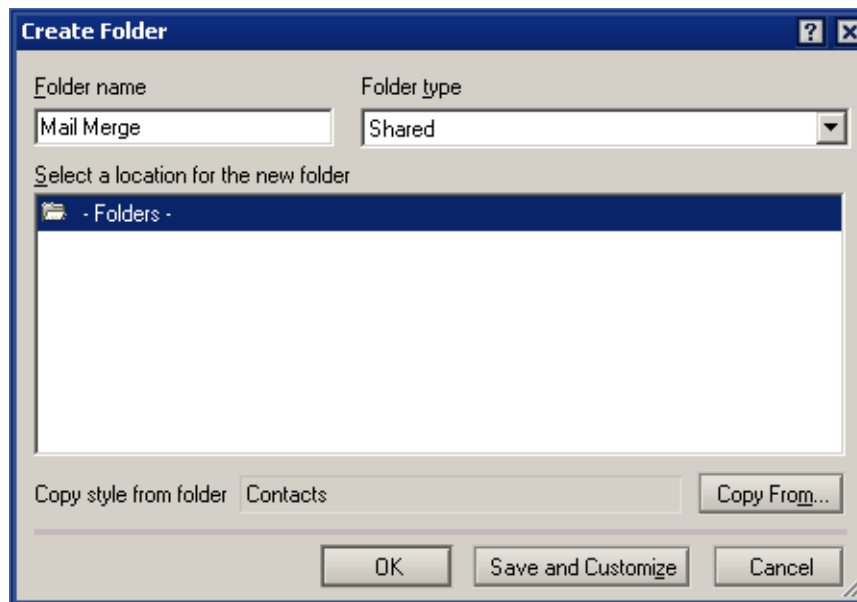 Create Folder
Folder name Folder type
Mail Merge Shared
Select a location for the new folder
- Folders -
Copy style from folder Contacts Copy From...
OK Save and Customize Cancel